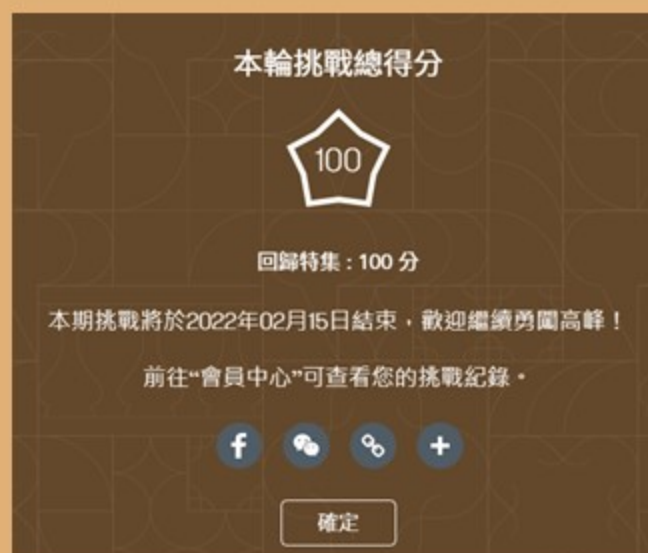 本輪挑戰總得分
100
回歸特集 : 100 分
本期挑戰將於2022年02月15日結束，歡迎繼續勇闖高峰！
前往“會員中心”可查看您的挑戰紀錄。
確定